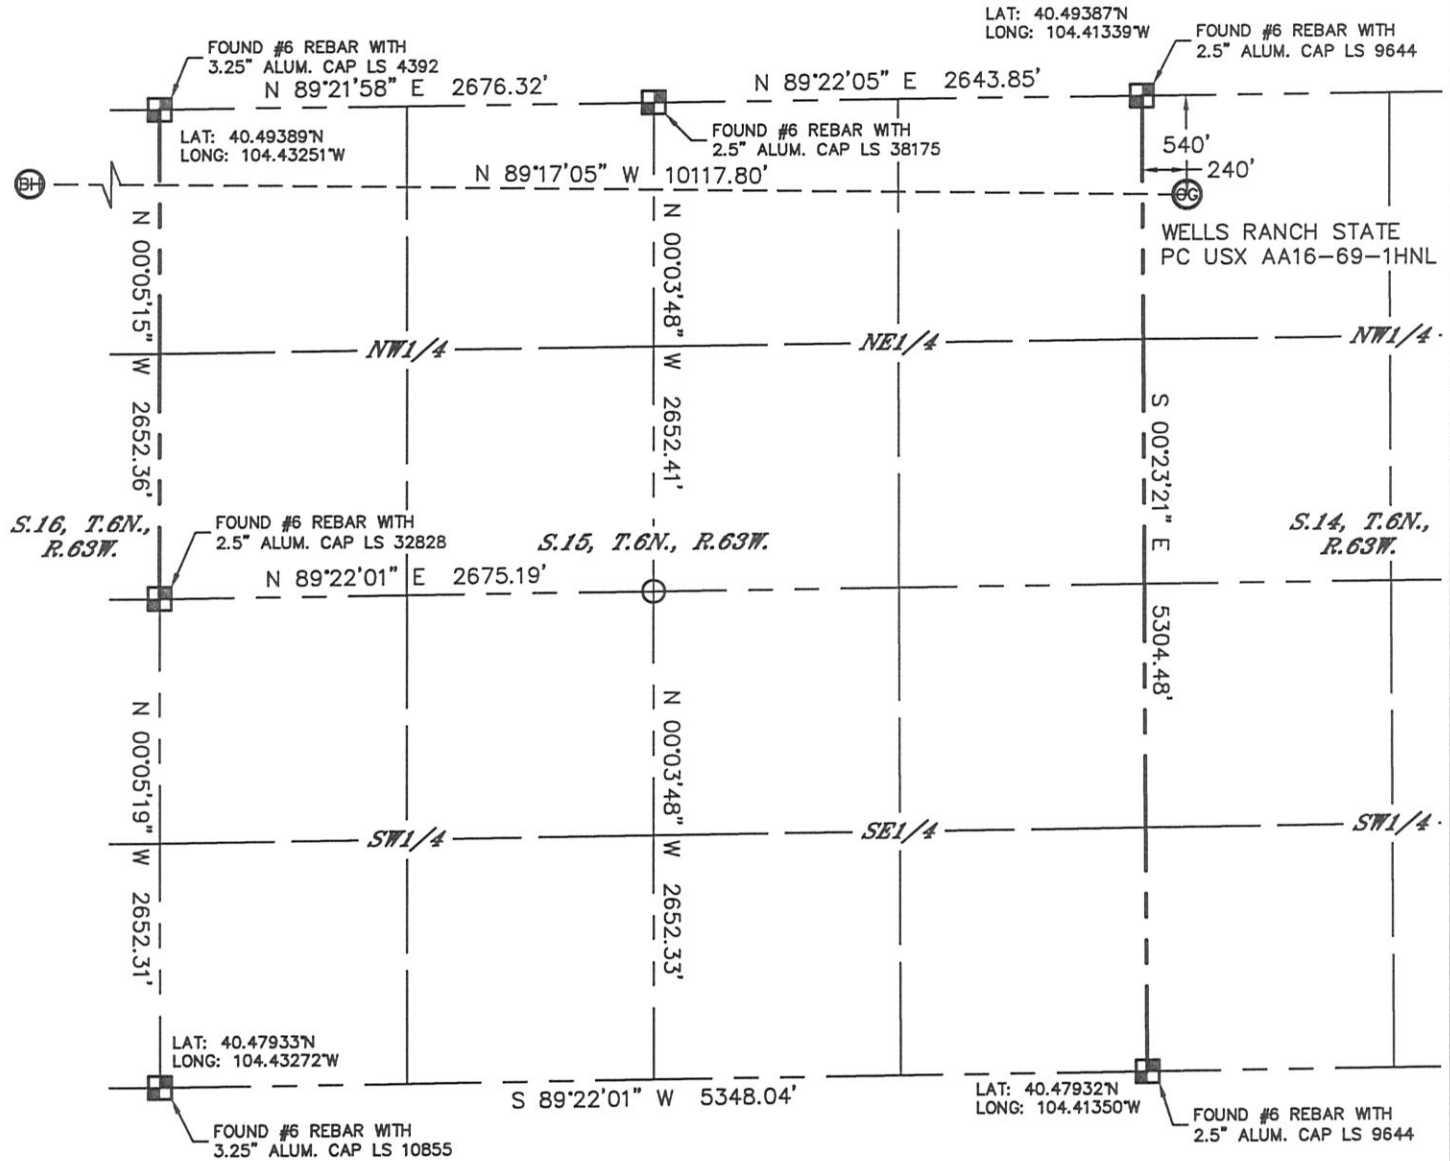 LAT: 40.49387°N
LONG: 104.41339°W
FOUND #6 REBAR WITH
2.5" ALUM. CAP LS 9644
FOUND #6 REBAR WITH
3.25" ALUM. CAP LS 4392
N 89°21'58" E 2676.32'
N 89°22'05" E 2643.85'
LAT: 40.49389°N
LONG: 104.43251°W
FOUND #6 REBAR WITH
2.5" ALUM. CAP LS 38175
540'
240'
BH
N 89°17'05" W 10117.80'
OG
WELLS RANCH STATE
PC USX AA16-69-1HNL
N 00°05'15" W 2652.36'
N 00°03'48" W 2652.41'
NW1/4
NE1/4
NW1/4
S 00°23'21" E 5304.48'
S.16, T.6N.,
R.63W.
FOUND #6 REBAR WITH
2.5" ALUM. CAP LS 32828
S.15, T.6N., R.63W.
S.14, T.6N.,
R.63W.
N 89°22'01" E 2675.19'
N 00°05'19" W 2652.31'
N 00°03'48" W 2652.33'
SW1/4
SE1/4
SW1/4
LAT: 40.47933°N
LONG: 104.43272°W
S 89°22'01" W 5348.04'
LAT: 40.47932°N
LONG: 104.41350°W
FOUND #6 REBAR WITH
3.25" ALUM. CAP LS 10855
FOUND #6 REBAR WITH
2.5" ALUM. CAP LS 9644